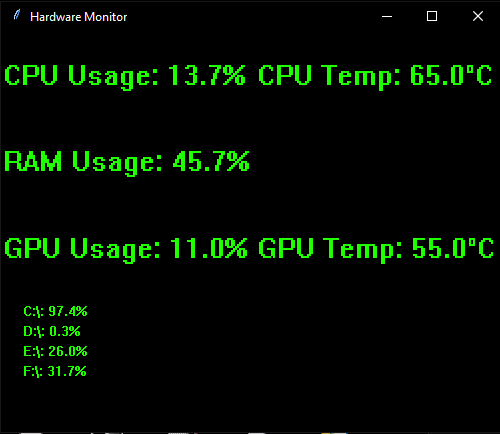 Hardware Monitor
CPU Usage: 13.7% CPU Temp: 65.0°C
RAM Usage: 45.7%
GPU Usage: 11.0% GPU Temp: 55.0°C
C:\: 97.4%
D:\: 0.3%
E:\: 26.0%
F:\: 31.7%